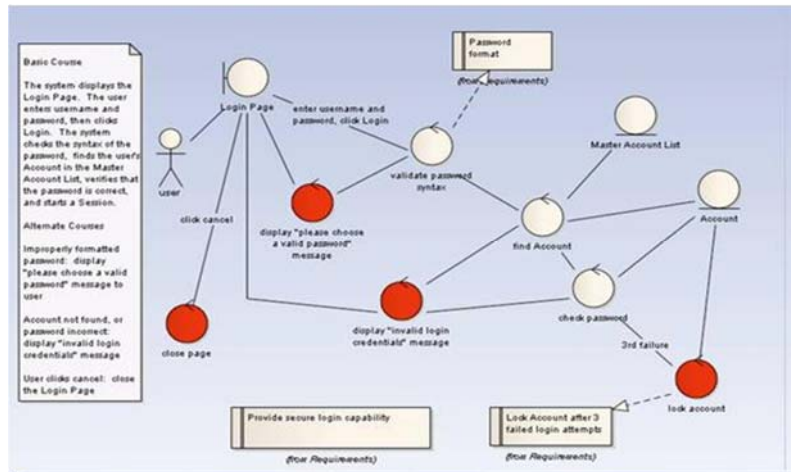 Basic Course
The system displays the
Login Page. The user
enters username and
password, then clicks
Login. The system
checks the syntax of the
password, finds the user's
Account in the Master
Account List, verifies that
the password is correct,
and starts a Session.
Alternate Courses
Improperly formatted
password: display
"please choose a valid
password" message to
user
Account not found, or
password incorrect:
display "invalid login
credentials" message
User clicks cancel: close
the Login Page
user
Login Page
enter username and
password, click Login
Password
format
(from Requirements)
validate password
syntax
Master Account List
Account
find Account
display "please choose
a valid password"
message
click cancel
close page
display "invalid login
credentials" message
check password
3rd failure
lock account
Provide secure login capability
(from Requirements)
Lock Account after 3
failed login attempts
(from Requirements)